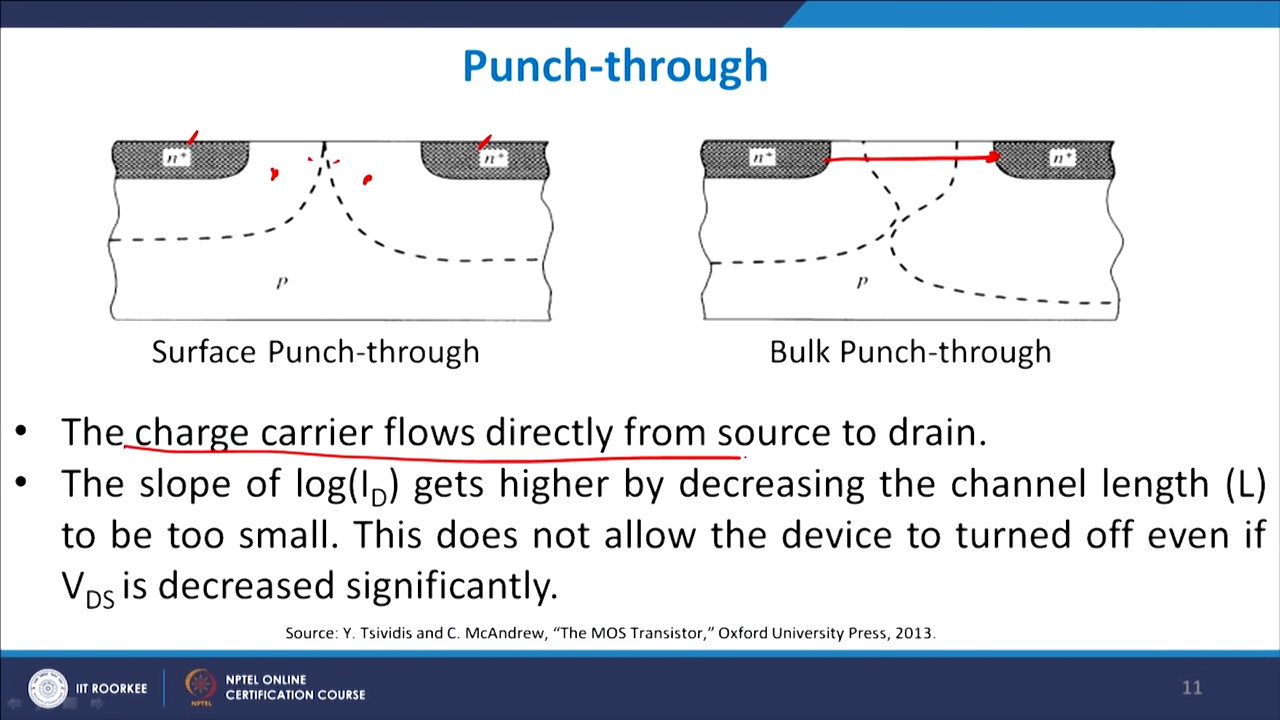 Punch-through
n⁺ n⁺ n⁺ n⁺
p p
Surface Punch-through Bulk Punch-through
• The charge carrier flows directly from source to drain.
• The slope of log(I_D) gets higher by decreasing the channel length (L)
to be too small. This does not allow the device to turned off even if
V_DS is decreased significantly.
Source: Y. Tsividis and C. McAndrew, “The MOS Transistor,” Oxford University Press, 2013.
IIT ROORKEE
NPTEL
NPTEL ONLINE
CERTIFICATION COURSE
11